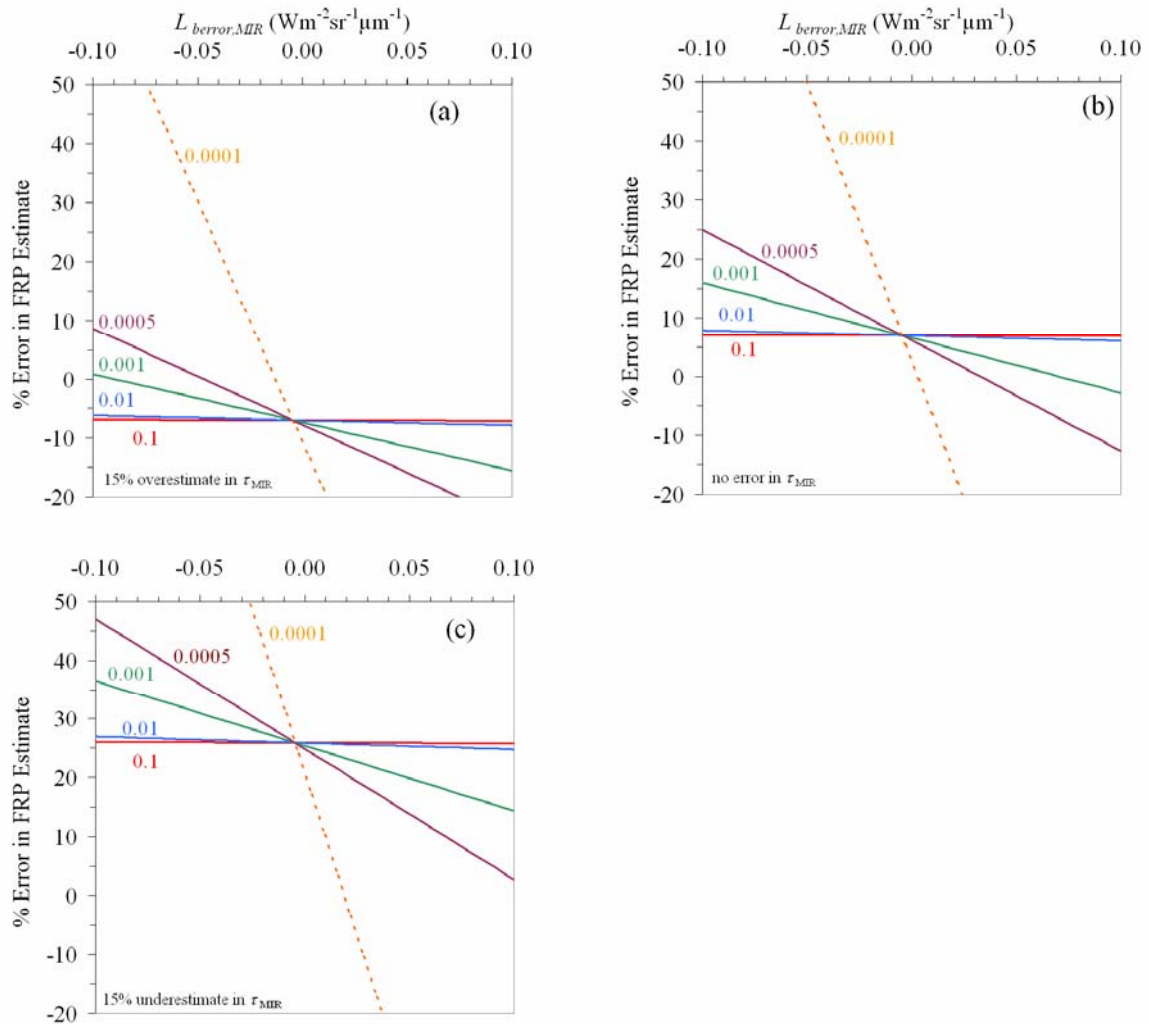 L berror,MIR (Wm-2sr-1µm-1)
-0.10 -0.05 0.00 0.05 0.10
50
40
30
20
10
0
-10
-20
% Error in FRP Estimate
(a)
0.0001
0.0005
0.001
0.01
0.1
15% overestimate in τMIR
L berror,MIR (Wm-2sr-1µm-1)
-0.10 -0.05 0.00 0.05 0.10
50
40
30
20
10
0
-10
-20
% Error in FRP Estimate
(b)
0.0001
0.0005
0.001
0.01
0.1
no error in τMIR
-0.10 -0.05 0.00 0.05 0.10
50
40
30
20
10
0
-10
-20
% Error in FRP Estimate
(c)
0.0001
0.0005
0.001
0.01
0.1
15% underestimate in τMIR